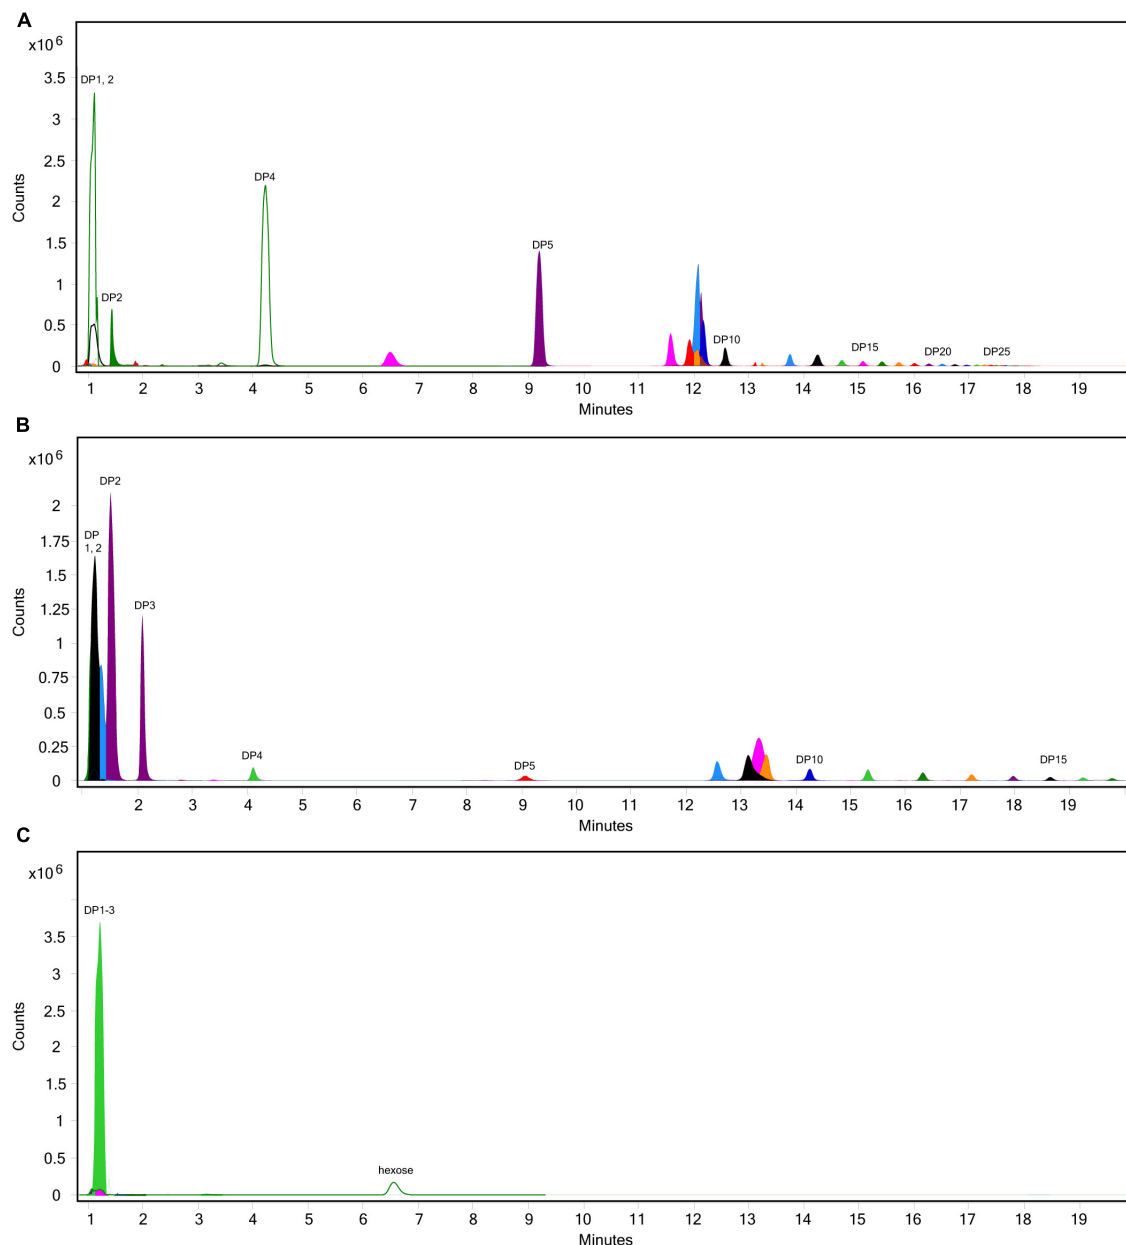 A
x10 6
3.5
3
2.5
2
1.5
1
0.5
0
Counts
DP1, 2
DP2
DP4
DP5
DP10
DP15
DP20
DP25
1 2 3 4 5 6 7 8 9 10 11 12 13 14 15 16 17 18 19
Minutes
B
x10 6
2
1.75
1.5
1.25
1
0.75
0.5
0.25
0
Counts
DP
1, 2
DP2
DP3
DP4
DP5
DP10
DP15
2 3 4 5 6 7 8 9 10 11 12 13 14 15 16 17 18 19
Minutes
C
x10 6
3.5
3
2.5
2
1.5
1
0.5
0
Counts
DP1-3
hexose
1 2 3 4 5 6 7 8 9 10 11 12 13 14 15 16 17 18 19
Minutes